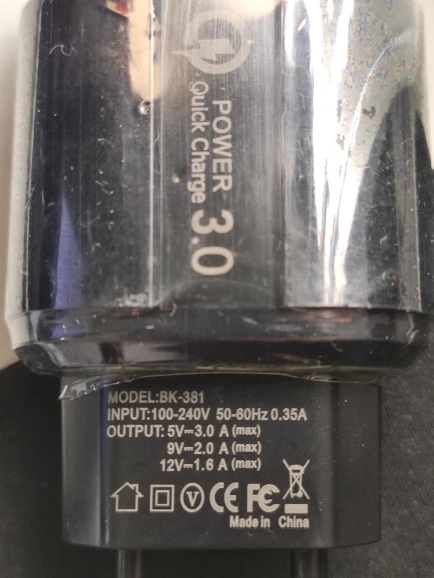 POWER
Quick Charge 3.0
MODEL:BK-381
INPUT:100-240V 50-60Hz 0.35A
OUTPUT: 5V⎓3.0 A (max)
9V⎓2.0 A (max)
12V⎓1.6 A (max)
V CE FC
Made in China